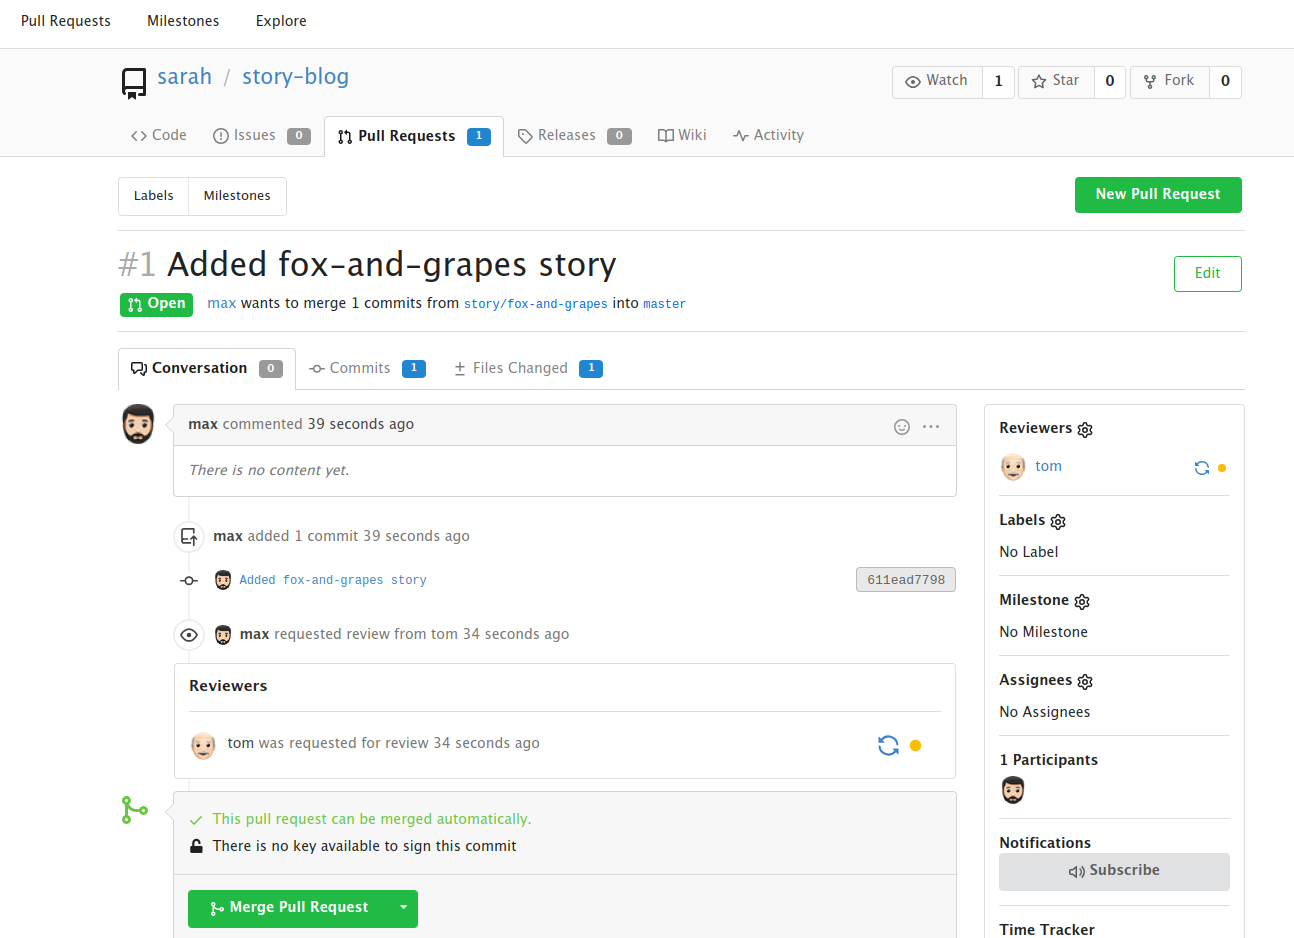 Pull Requests Milestones Explore
sarah / story-blog
Watch 1 Star 0 Fork 0
Code Issues 0 Pull Requests 1 Releases 0 Wiki Activity
Labels Milestones New Pull Request
#1 Added fox-and-grapes story
Edit
Open max wants to merge 1 commits from story/fox-and-grapes into master
Conversation 0 Commits 1 Files Changed 1
max commented 39 seconds ago
There is no content yet.
max added 1 commit 39 seconds ago
Added fox-and-grapes story 611ead7798
max requested review from tom 34 seconds ago
Reviewers
tom was requested for review 34 seconds ago
This pull request can be merged automatically.
There is no key available to sign this commit
Merge Pull Request
Reviewers
tom
Labels
No Label
Milestone
No Milestone
Assignees
No Assignees
1 Participants
Notifications
Subscribe
Time Tracker